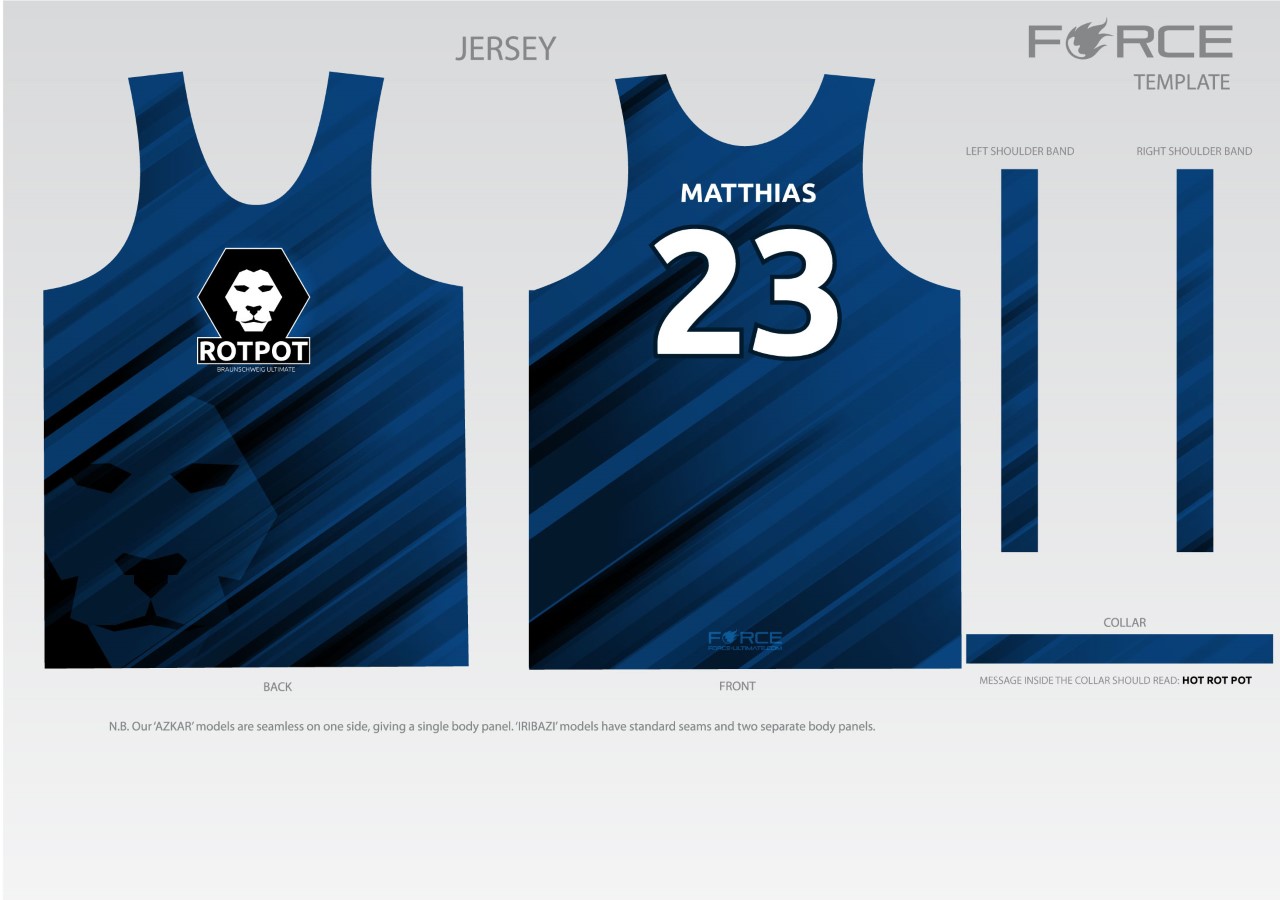 JERSEY
FORCE
TEMPLATE
LEFT SHOULDER BAND
RIGHT SHOULDER BAND
MATTHIAS
23
ROTPOT
BRAUNSCHWEIG ULTIMATE
FORCE
FORCE-ULTIMATE.COM
COLLAR
MESSAGE INSIDE THE COLLAR SHOULD READ: HOT ROT POT
BACK
FRONT
N.B. Our 'AZKAR' models are seamless on one side, giving a single body panel. 'IRIBAZI' models have standard seams and two separate body panels.